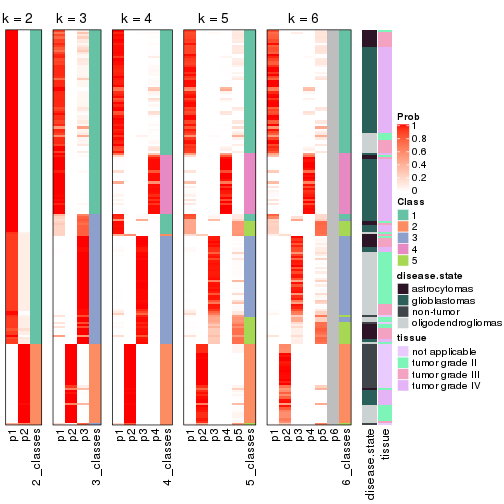 k = 2
k = 3
k = 4
k = 5
k = 6
Prob
1
0.8
0.6
0.4
0.2
0
Class
1
2
3
4
5
disease.state
astrocytomas
glioblastomas
non-tumor
oligodendrogliomas
tissue
not applicable
tumor grade II
tumor grade III
tumor grade IV
p1
p2
2_classes
p1
p2
p3
3_classes
p1
p2
p3
p4
4_classes
p1
p2
p3
p4
p5
5_classes
p1
p2
p3
p4
p5
p6
6_classes
disease.state
tissue